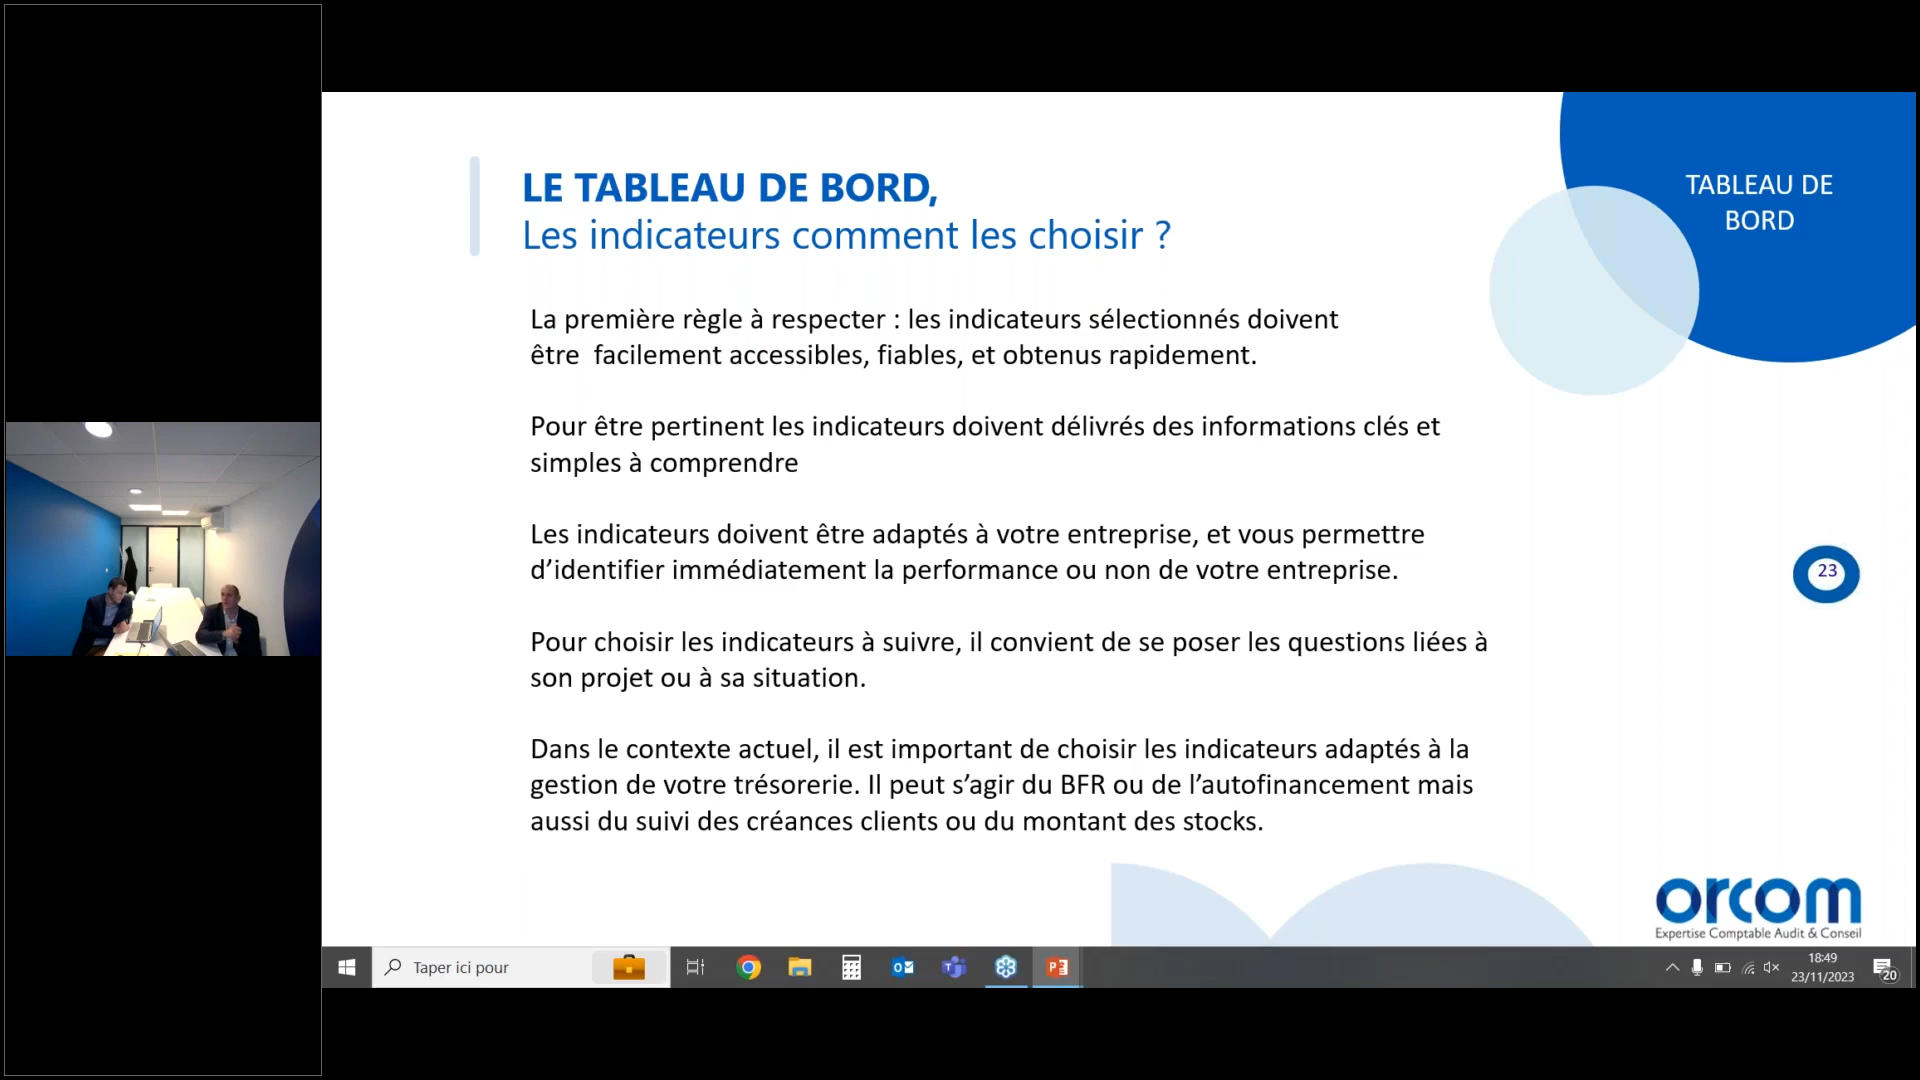 LE TABLEAU DE BORD,
Les indicateurs comment les choisir ?
TABLEAU DE
BORD
La première règle à respecter : les indicateurs sélectionnés doivent
être  facilement accessibles, fiables, et obtenus rapidement.
Pour être pertinent les indicateurs doivent délivrés des informations clés et
simples à comprendre
Les indicateurs doivent être adaptés à votre entreprise, et vous permettre
d’identifier immédiatement la performance ou non de votre entreprise.
23
Pour choisir les indicateurs à suivre, il convient de se poser les questions liées à
son projet ou à sa situation.
Dans le contexte actuel, il est important de choisir les indicateurs adaptés à la
gestion de votre trésorerie. Il peut s’agir du BFR ou de l’autofinancement mais
aussi du suivi des créances clients ou du montant des stocks.
orcom
Expertise Comptable Audit & Conseil
Taper ici pour
18:49
23/11/2023
20